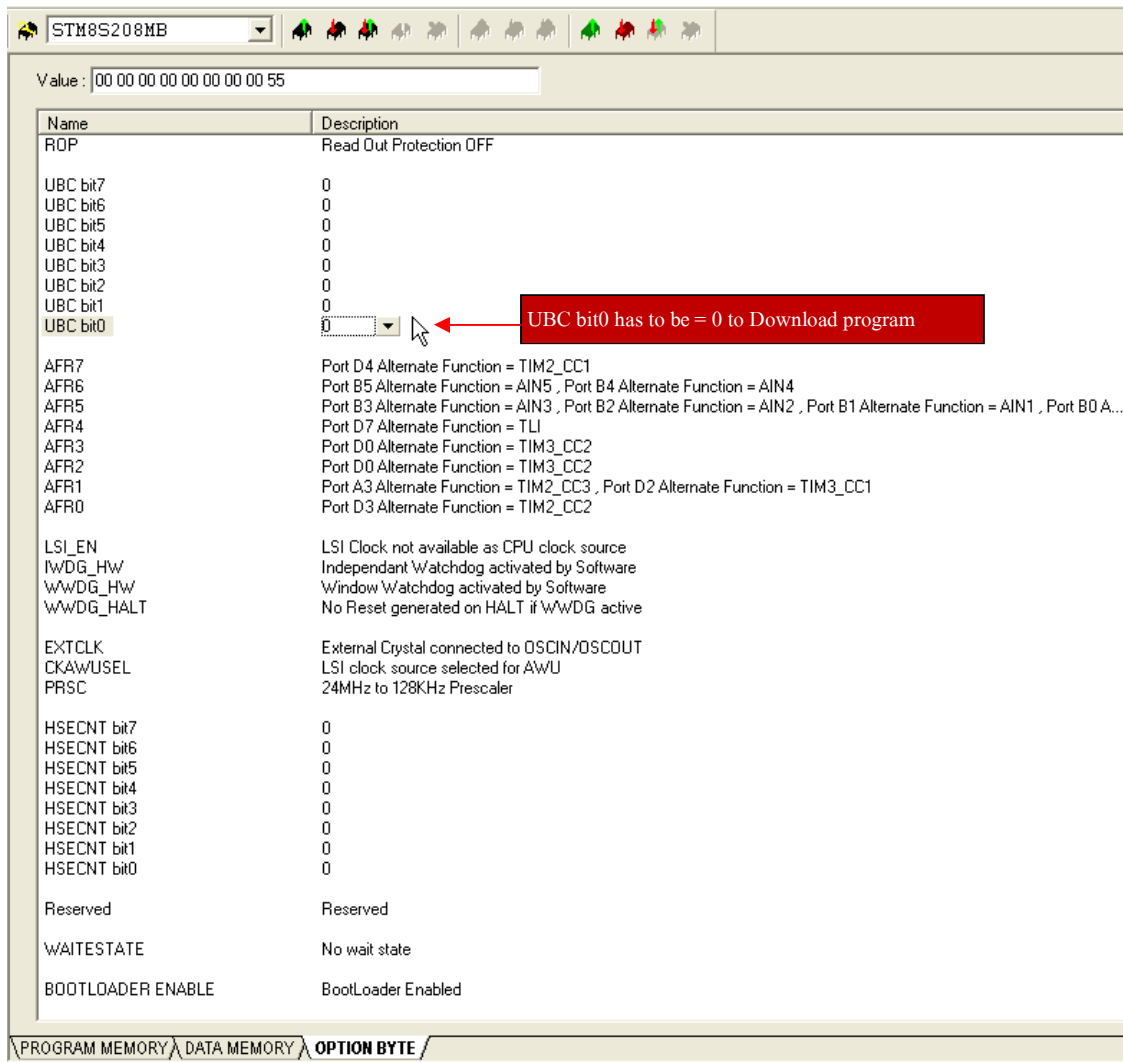 STM8S208MB
Value : 00 00 00 00 00 00 00 00 00 55
Name Description
ROP Read Out Protection OFF
UBC bit7 0
UBC bit6 0
UBC bit5 0
UBC bit4 0
UBC bit3 0
UBC bit2 0
UBC bit1 0
UBC bit0 0
UBC bit0 has to be = 0 to Download program
AFR7 Port D4 Alternate Function = TIM2_CC1
AFR6 Port B5 Alternate Function = AIN5 , Port B4 Alternate Function = AIN4
AFR5 Port B3 Alternate Function = AIN3 , Port B2 Alternate Function = AIN2 , Port B1 Alternate Function = AIN1 , Port B0 A...
AFR4 Port D7 Alternate Function = TLI
AFR3 Port D0 Alternate Function = TIM3_CC2
AFR2 Port D0 Alternate Function = TIM3_CC2
AFR1 Port A3 Alternate Function = TIM2_CC3 , Port D2 Alternate Function = TIM3_CC1
AFR0 Port D3 Alternate Function = TIM2_CC2
LSI_EN LSI Clock not available as CPU clock source
IWDG_HW Independant Watchdog activated by Software
WWDG_HW Window Watchdog activated by Software
WWDG_HALT No Reset generated on HALT if WWDG active
EXTCLK External Crystal connected to OSCIN/OSCOUT
CKAWUSEL LSI clock source selected for AWU
PRSC 24MHz to 128KHz Prescaler
HSECNT bit7 0
HSECNT bit6 0
HSECNT bit5 0
HSECNT bit4 0
HSECNT bit3 0
HSECNT bit2 0
HSECNT bit1 0
HSECNT bit0 0
Reserved Reserved
WAITESTATE No wait state
BOOTLOADER ENABLE BootLoader Enabled
PROGRAM MEMORY DATA MEMORY OPTION BYTE